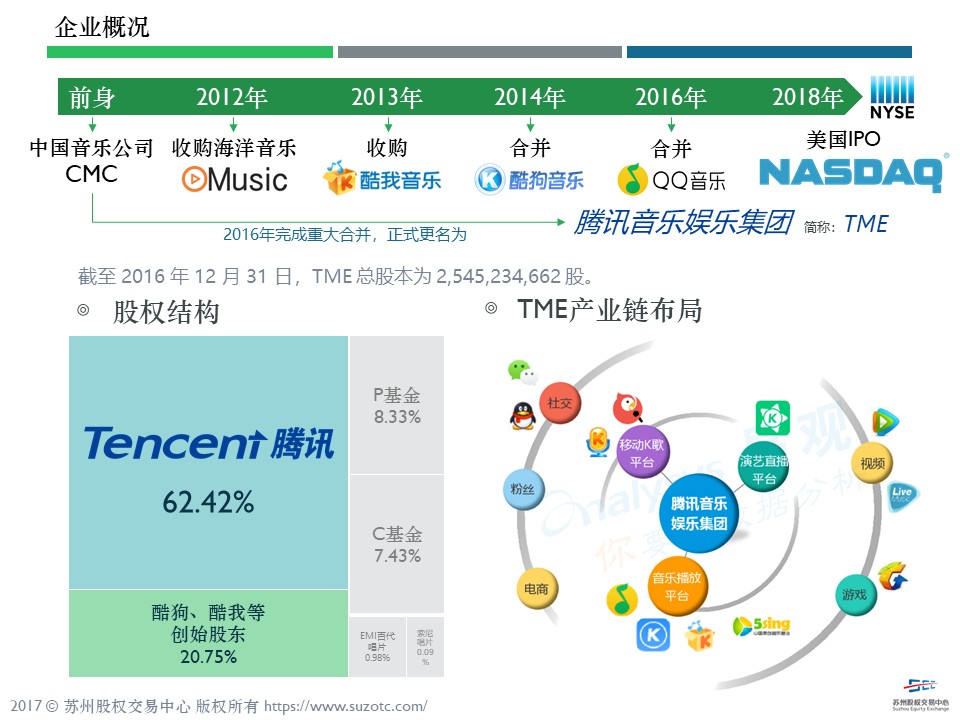 企业概况
前身
2012年
2013年
2014年
2016年
2018年
NYSE
中国音乐公司
CMC
收购海洋音乐
Music
收购
酷我音乐
合并
酷狗音乐
合并
QQ音乐
美国IPO
NASDAQ
2016年完成重大合并，正式更名为
腾讯音乐娱乐集团 简称：TME
截至 2016 年 12 月 31 日，TME 总股本为 2,545,234,662 股。
◎ 股权结构
Tencent 腾讯
62.42%
P基金
8.33%
C基金
7.43%
酷狗、酷我等
创始股东
20.75%
EMI百代
唱片
0.98%
索尼
唱片
0.09
%
◎ TME产业链布局
社交
移动K歌
平台
演艺直播
平台
视频
Live
Music
粉丝
腾讯音乐
娱乐集团
电商
音乐播放
平台
游戏
5sing
2017 © 苏州股权交易中心 版权所有 https://www.suzotc.com/
苏州股权交易中心
Suzhou Equity Exchange